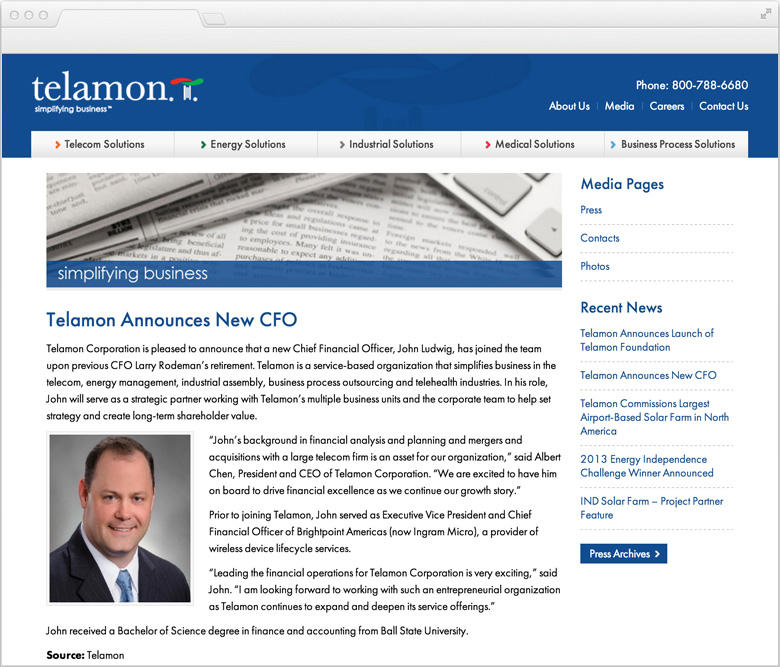 telamon.
simplifying business™
Phone: 800-788-6680
About Us | Media | Careers | Contact Us
Telecom Solutions
Energy Solutions
Industrial Solutions
Medical Solutions
Business Process Solutions
simplifying business
Telamon Announces New CFO
Telamon Corporation is pleased to announce that a new Chief Financial Officer, John Ludwig, has joined the team
upon previous CFO Larry Rodeman’s retirement. Telamon is a service-based organization that simplifies business in the
telecom, energy management, industrial assembly, business process outsourcing and telehealth industries. In his role,
John will serve as a strategic partner working with Telamon’s multiple business units and the corporate team to help set
strategy and create long-term shareholder value.
“John’s background in financial analysis and planning and mergers and
acquisitions with a large telecom firm is an asset for our organization,” said Albert
Chen, President and CEO of Telamon Corporation. “We are excited to have him
on board to drive financial excellence as we continue our growth story.”
Prior to joining Telamon, John served as Executive Vice President and Chief
Financial Officer of Brightpoint Americas (now Ingram Micro), a provider of
wireless device lifecycle services.
“Leading the financial operations for Telamon Corporation is very exciting,” said
John. “I am looking forward to working with such an entrepreneurial organization
as Telamon continues to expand and deepen its service offerings.”
John received a Bachelor of Science degree in finance and accounting from Ball State University.
Source: Telamon
Media Pages
Press
Contacts
Photos
Recent News
Telamon Announces Launch of
Telamon Foundation
Telamon Announces New CFO
Telamon Commissions Largest
Airport-Based Solar Farm in North
America
2013 Energy Independence
Challenge Winner Announced
IND Solar Farm – Project Partner
Feature
Press Archives